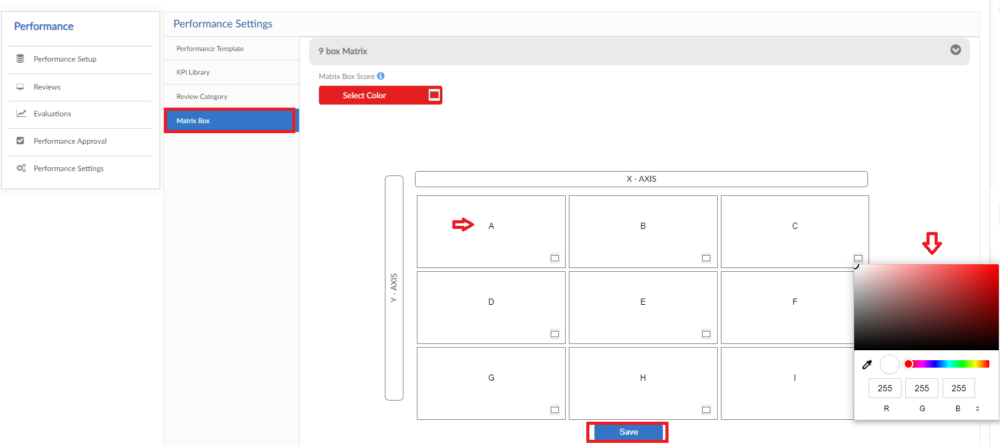 Performance
Performance Setup
Reviews
Evaluations
Performance Approval
Performance Settings
Performance Settings
Performance Template
KPI Library
Review Category
Matrix Box
9 box Matrix
Matrix Box Score
Select Color
X - AXIS
Y - AXIS
A
B
C
D
E
F
G
H
I
255
255
255
R
G
B
Save